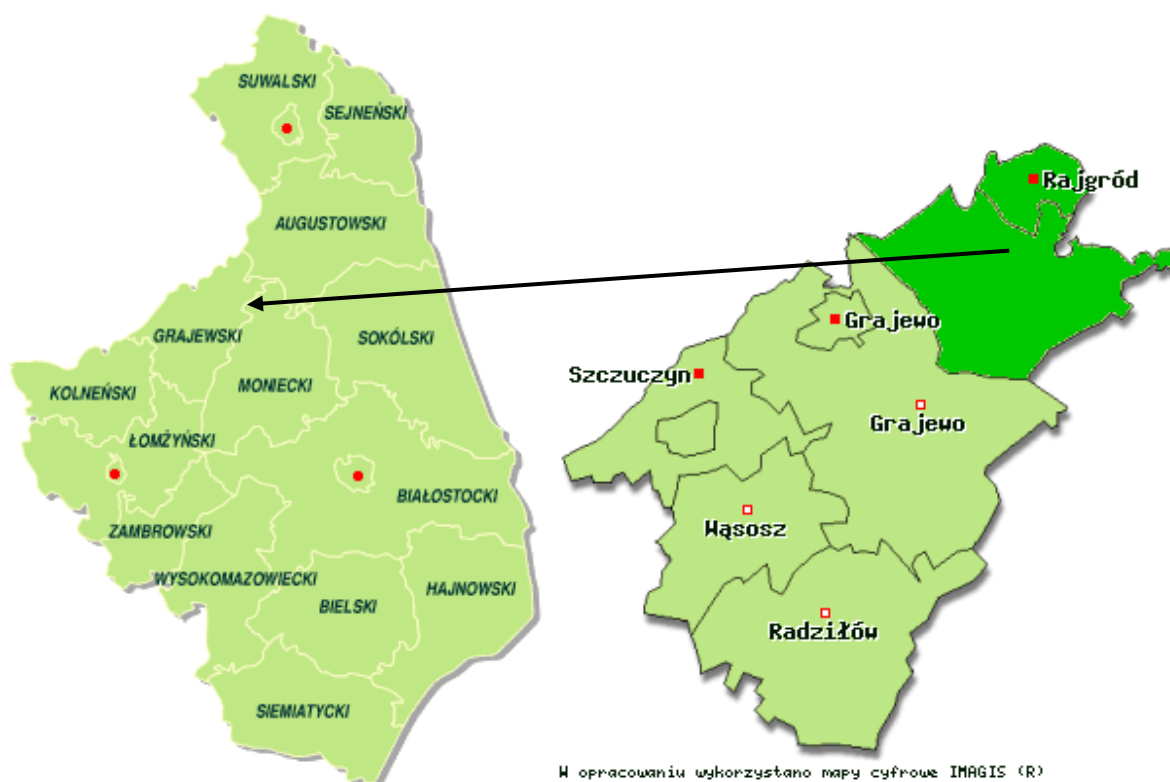 SUWALSKI
SEJNEŃSKI
AUGUSTOWSKI
GRAJEWSKI
SOKÓLSKI
KOLNEŃSKI
MONIECKI
ŁOMŻYŃSKI
BIAŁOSTOCKI
ZAMBROWSKI
WYSOKOMAZOWIECKI
HAJNOWSKI
BIELSKI
SIEMIATYCKI
Rajgród
Grajewo
Szczuczyn
Grajewo
Wąsosz
Radziłów
W opracowaniu wykorzystano mapy cyfrowe IMAGIS (R)